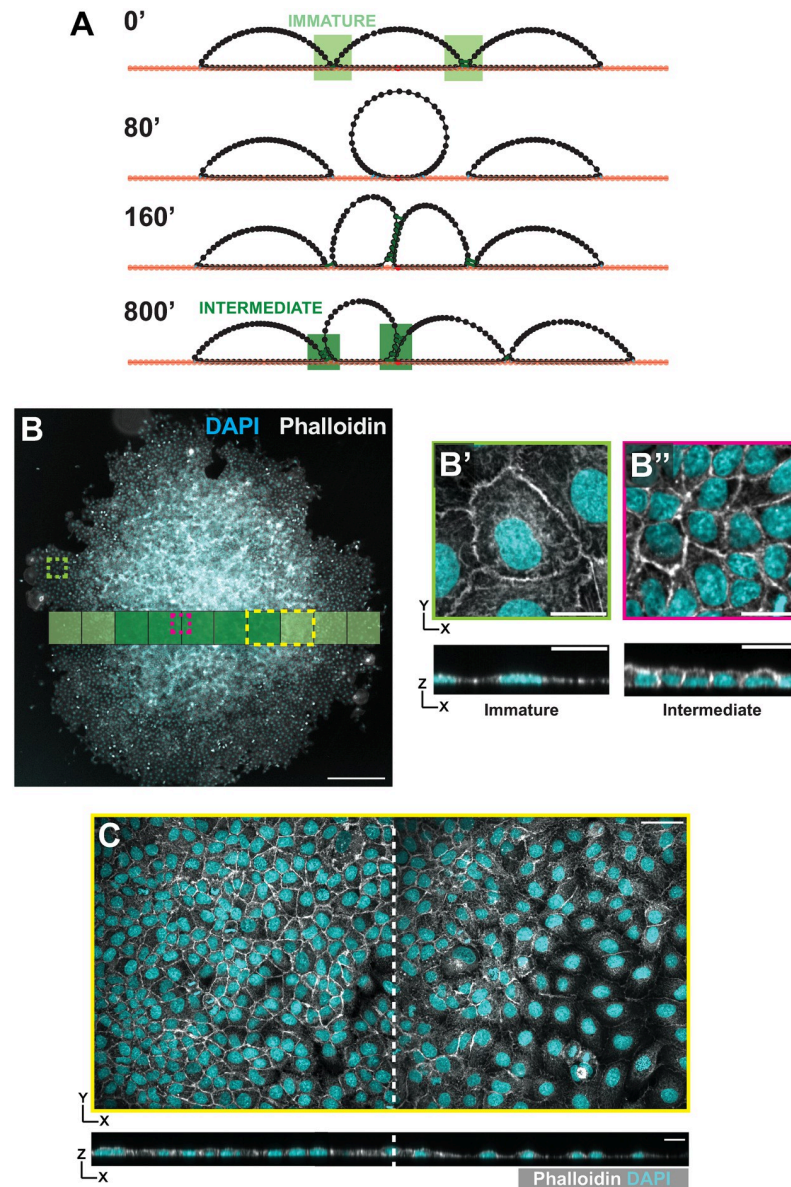 A
0’
IMMATURE
80’
160’
800’
INTERMEDIATE
B
DAPI Phalloidin
B’
B’’
Y
X
Z
X
Immature
Intermediate
C
Y
X
Z
X
Phalloidin DAPI